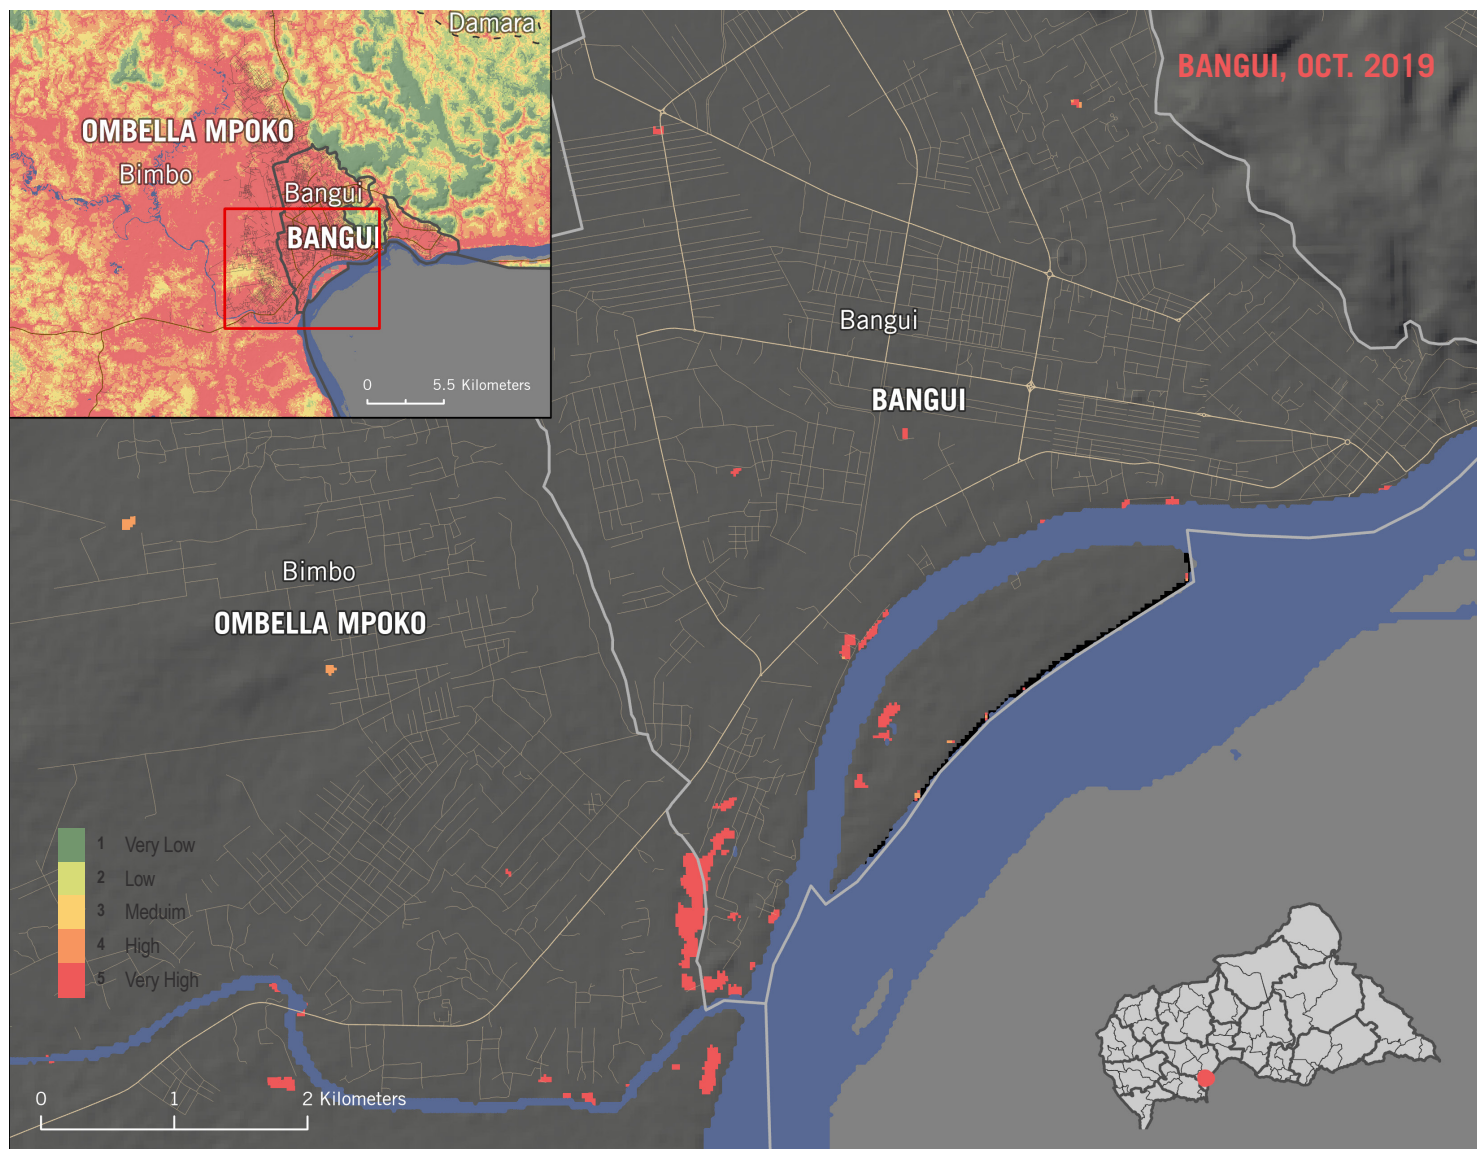 Damara
BANGUI, OCT. 2019
OMBELLA MPOKO
Bimbo
Bangui
BANGUI
0 5.5 Kilometers
Bangui
BANGUI
Bimbo
OMBELLA MPOKO
1 Very Low
2 Low
3 Meduim
4 High
5 Very High
0 1 2 Kilometers